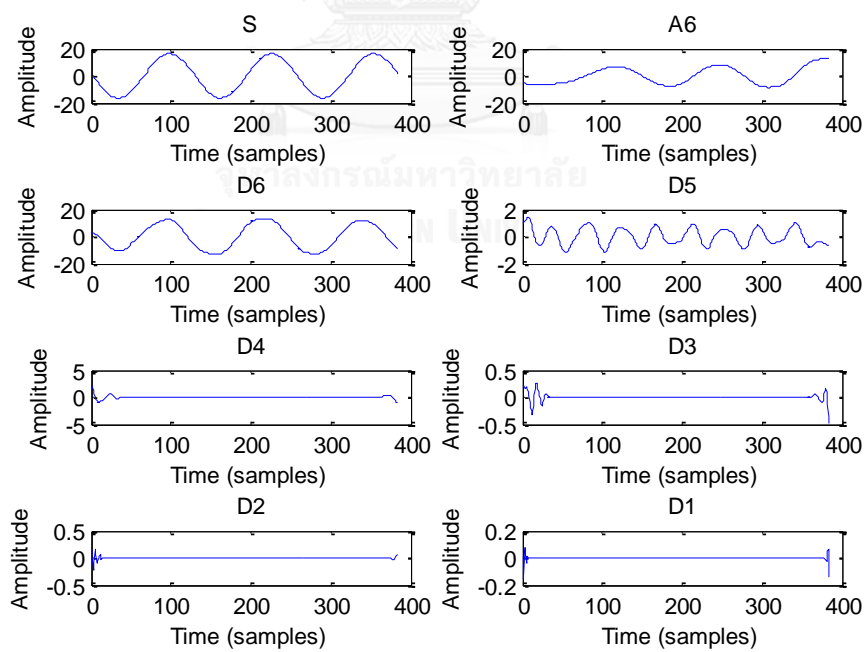 S
20
0
-20
Amplitude
0 100 200 300 400
Time (samples)
A6
20
0
-20
Amplitude
0 100 200 300 400
Time (samples)
จุฬาลงกรณ์มหาวิทยาลัย
D6
20
0
-20
Amplitude
0 100 200 300 400
Time (samples)
D5
2
0
-2
Amplitude
0 100 200 300 400
Time (samples)
D4
5
0
-5
Amplitude
0 100 200 300 400
Time (samples)
D3
0.5
0
-0.5
Amplitude
0 100 200 300 400
Time (samples)
D2
0.5
0
-0.5
Amplitude
0 100 200 300 400
Time (samples)
D1
0.2
0
-0.2
Amplitude
0 100 200 300 400
Time (samples)